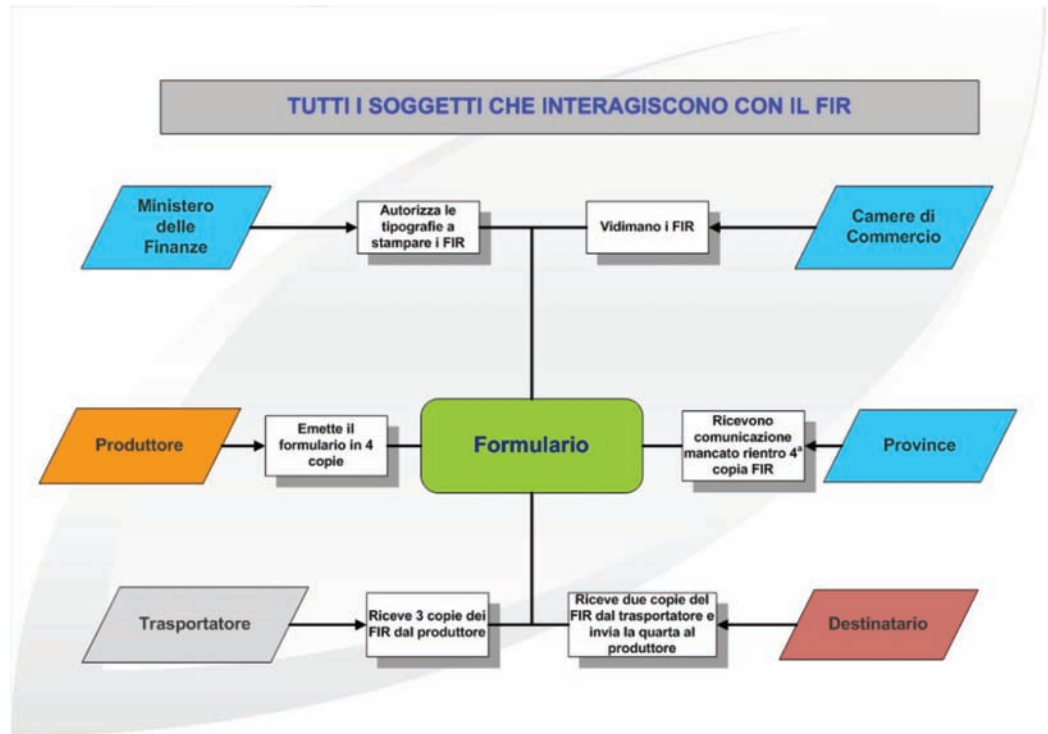 TUTTI I SOGGETTI CHE INTERAGISCONO CON IL FIR
Ministero
delle
Finanze
Autorizza le
tipografie a
stampare i FIR
Vidimano i FIR
Camere di
Commercio
Produttore
Emette il
formulario in 4
copie
Formulario
Ricevono
comunicazione
mancato rientro 4ª
copia FIR
Province
Trasportatore
Riceve 3 copie dei
FIR dal produttore
Riceve due copie del
FIR dal trasportatore e
invia la quarta al
produttore
Destinatario